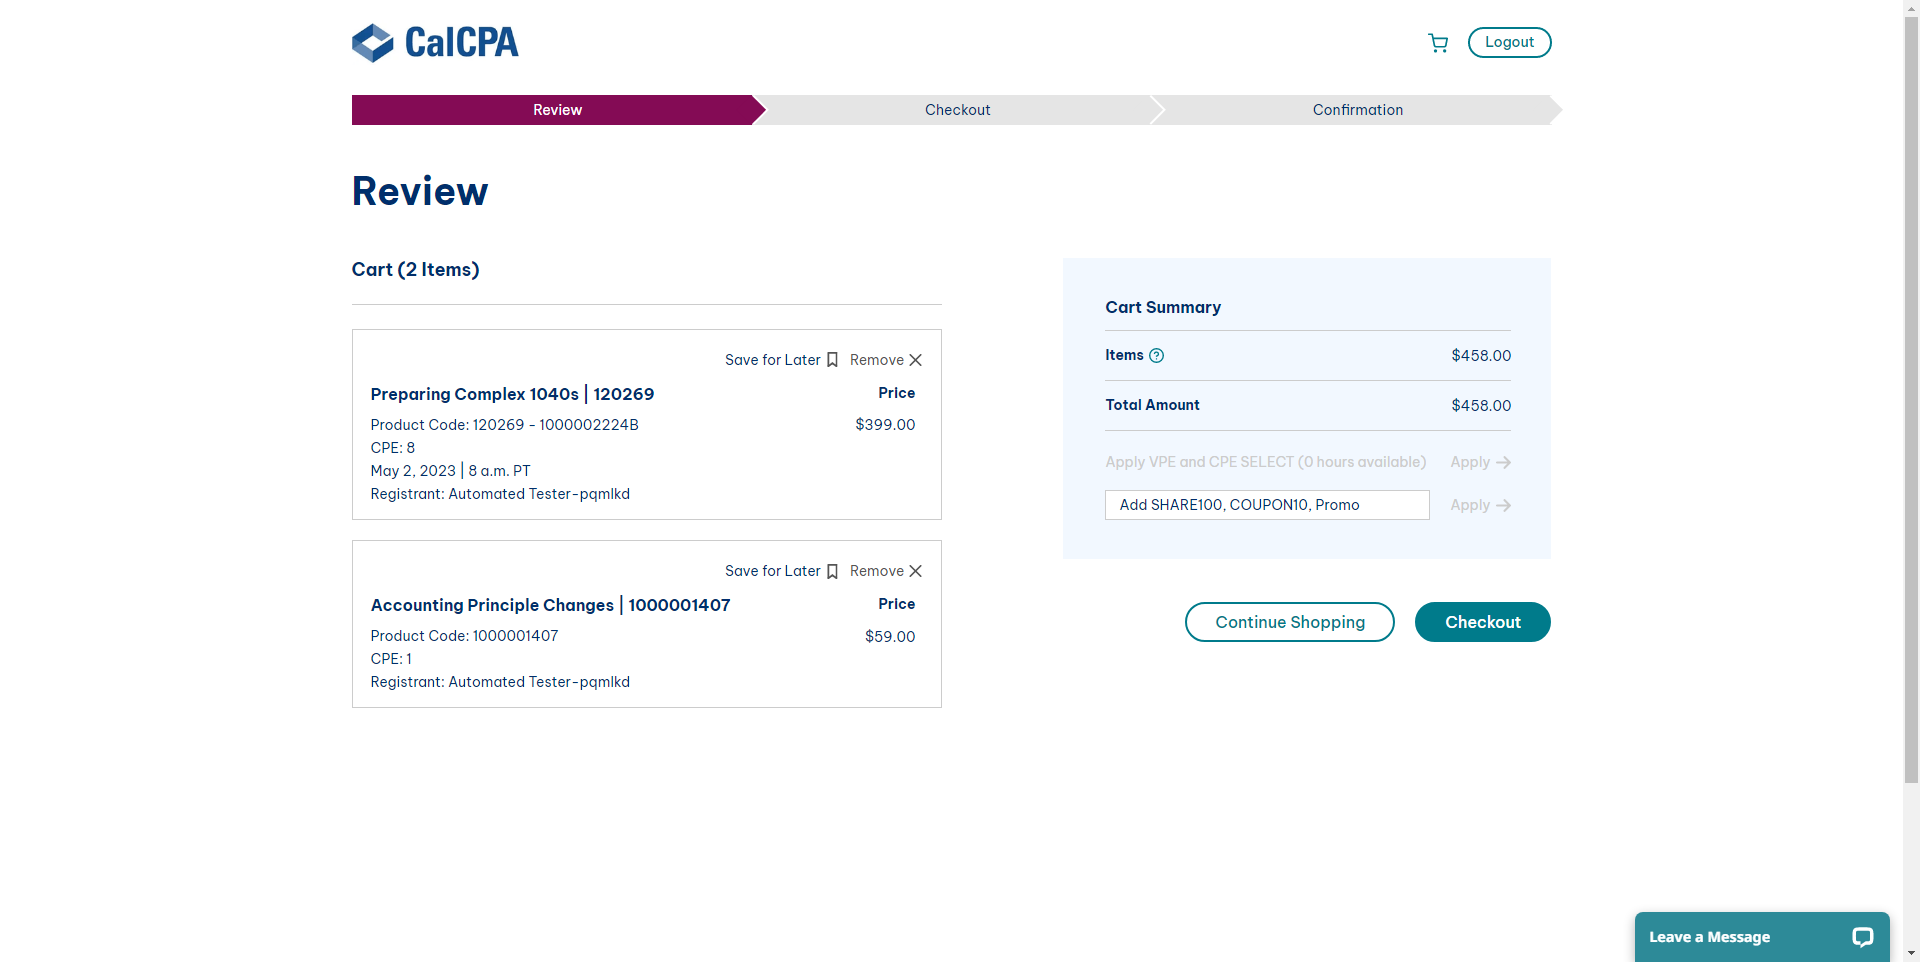 CalCPA
Logout
Review
Checkout
Confirmation
Review
Cart (2 Items)
Save for Later
Remove
Preparing Complex 1040s | 120269
Price
Product Code: 120269 - 1000002224B
$399.00
CPE: 8
May 2, 2023 | 8 a.m. PT
Registrant: Automated Tester-pqmlkd
Save for Later
Remove
Accounting Principle Changes | 1000001407
Price
Product Code: 1000001407
$59.00
CPE: 1
Registrant: Automated Tester-pqmlkd
Cart Summary
Items ?
$458.00
Total Amount
$458.00
Apply VPE and CPE SELECT (0 hours available)
Apply
Add SHARE100, COUPON10, Promo
Apply
Continue Shopping
Checkout
Leave a Message